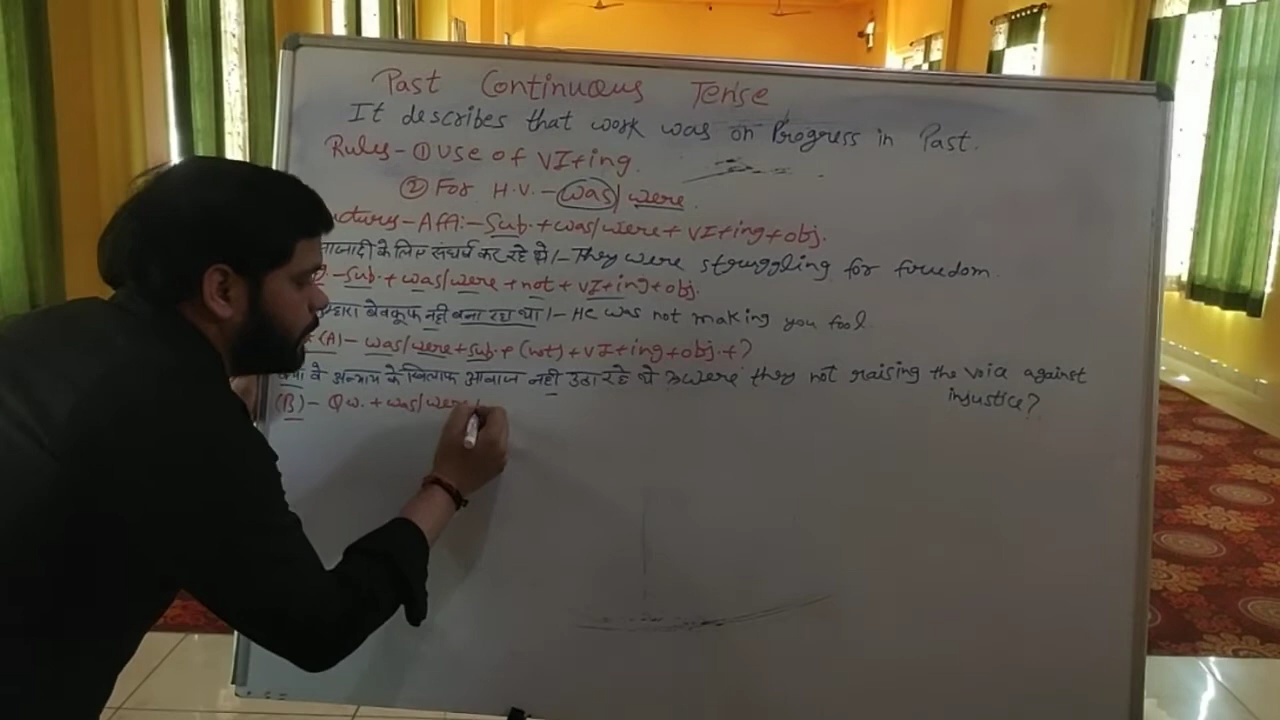 Past Continuous Tense
It describes that work was on Progress in Past.
Rules- ① Use of VI+ing.
② For H.V. - was/were.
Affi:- Sub. + was/were + VI+ing + obj.
के लिए संघर्ष कर रहे थे।- They were struggling for freedom.
-Sub. + was/were + not + VI+ing + obj.
बेवकूफ नही बना रहा था।- He was not making you fool.
(A)- was/were + sub. + (not) + VI+ing + obj. + ?
वे अन्याय के खिलाफ आवाज नही उठा रहे थे ? Were they not raising the voice against
injustice?
(B)- Qw. + was/were